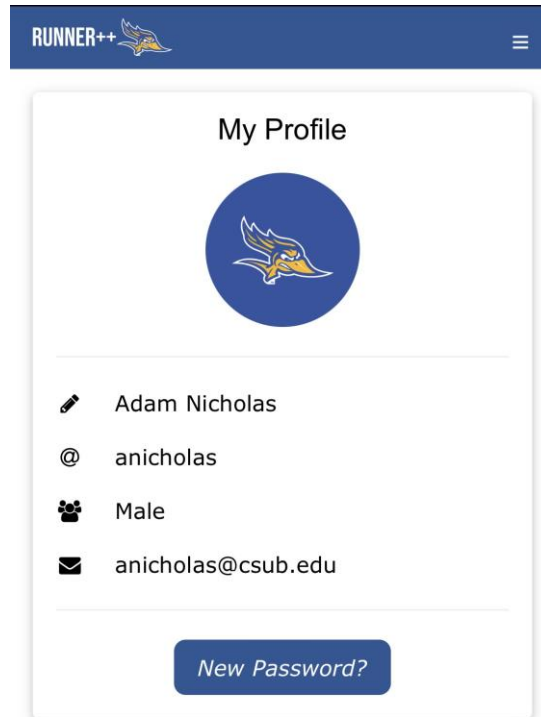 RUNNER++
My Profile
Adam Nicholas
@ anicholas
Male
anicholas@csub.edu
New Password?